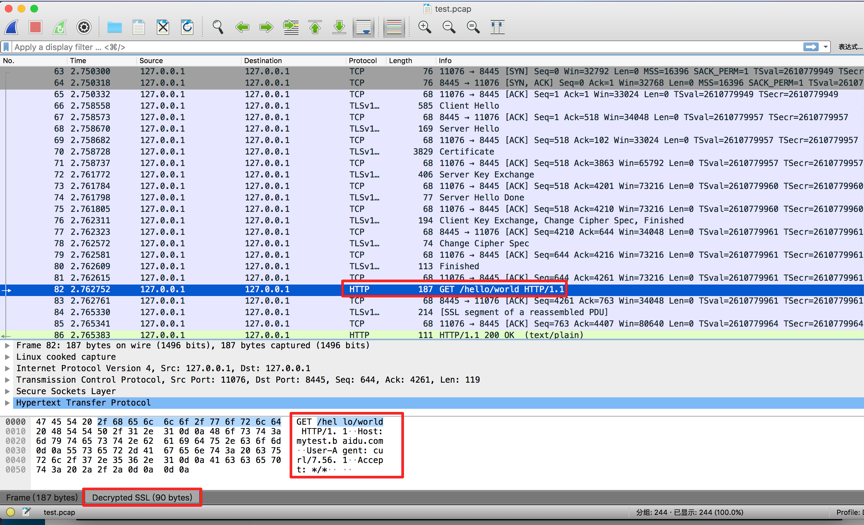 test.pcap
Apply a display filter ... <⌘/>
表达式…
No. Time Source Destination Protocol Length Info
63 2.750300 127.0.0.1 127.0.0.1 TCP 76 11076 → 8445 [SYN] Seq=0 Win=32792 Len=0 MSS=16396 SACK_PERM=1 TSval=2610779949 TSecr
64 2.750318 127.0.0.1 127.0.0.1 TCP 76 8445 → 11076 [SYN, ACK] Seq=0 Ack=1 Win=32768 Len=0 MSS=16396 SACK_PERM=1 TSval=2610
65 2.750332 127.0.0.1 127.0.0.1 TCP 68 11076 → 8445 [ACK] Seq=1 Ack=1 Win=33024 Len=0 TSval=2610779949 TSecr=2610779949
66 2.758558 127.0.0.1 127.0.0.1 TLSv1… 585 Client Hello
67 2.758573 127.0.0.1 127.0.0.1 TCP 68 8445 → 11076 [ACK] Seq=1 Ack=518 Win=34048 Len=0 TSval=2610779957 TSecr=2610779957
68 2.758670 127.0.0.1 127.0.0.1 TLSv1… 169 Server Hello
69 2.758682 127.0.0.1 127.0.0.1 TCP 68 11076 → 8445 [ACK] Seq=518 Ack=102 Win=33024 Len=0 TSval=2610779957 TSecr=2610779957
70 2.758728 127.0.0.1 127.0.0.1 TLSv1… 3829 Certificate
71 2.758737 127.0.0.1 127.0.0.1 TCP 68 11076 → 8445 [ACK] Seq=518 Ack=3863 Win=65792 Len=0 TSval=2610779957 TSecr=261077995
72 2.761772 127.0.0.1 127.0.0.1 TLSv1… 406 Server Key Exchange
73 2.761784 127.0.0.1 127.0.0.1 TCP 68 11076 → 8445 [ACK] Seq=518 Ack=4201 Win=73216 Len=0 TSval=2610779960 TSecr=261077996
74 2.761798 127.0.0.1 127.0.0.1 TLSv1… 77 Server Hello Done
75 2.761805 127.0.0.1 127.0.0.1 TCP 68 11076 → 8445 [ACK] Seq=518 Ack=4210 Win=73216 Len=0 TSval=2610779960 TSecr=261077996
76 2.762311 127.0.0.1 127.0.0.1 TLSv1… 194 Client Key Exchange, Change Cipher Spec, Finished
77 2.762323 127.0.0.1 127.0.0.1 TCP 68 8445 → 11076 [ACK] Seq=4210 Ack=644 Win=34048 Len=0 TSval=2610779961 TSecr=261077996
78 2.762572 127.0.0.1 127.0.0.1 TLSv1… 74 Change Cipher Spec
79 2.762581 127.0.0.1 127.0.0.1 TCP 68 11076 → 8445 [ACK] Seq=644 Ack=4216 Win=73216 Len=0 TSval=2610779961 TSecr=261077996
80 2.762609 127.0.0.1 127.0.0.1 TLSv1… 113 Finished
81 2.762615 127.0.0.1 127.0.0.1 TCP 68 11076 → 8445 [ACK] Seq=644 Ack=4261 Win=73216 Len=0 TSval=2610779961 TSecr=261077996
82 2.762752 127.0.0.1 127.0.0.1 HTTP 187 GET /hello/world HTTP/1.1
83 2.762761 127.0.0.1 127.0.0.1 TCP 68 8445 → 11076 [ACK] Seq=4261 Ack=763 Win=34048 Len=0 TSval=2610779961 TSecr=261077996
84 2.765330 127.0.0.1 127.0.0.1 TLSv1… 214 [SSL segment of a reassembled PDU]
85 2.765341 127.0.0.1 127.0.0.1 TCP 68 11076 → 8445 [ACK] Seq=763 Ack=4407 Win=80640 Len=0 TSval=2610779964 TSecr=261077996
86 2.765383 127.0.0.1 127.0.0.1 HTTP 111 HTTP/1.1 200 OK (text/plain)
Frame 82: 187 bytes on wire (1496 bits), 187 bytes captured (1496 bits)
Linux cooked capture
Internet Protocol Version 4, Src: 127.0.0.1, Dst: 127.0.0.1
Transmission Control Protocol, Src Port: 11076, Dst Port: 8445, Seq: 644, Ack: 4261, Len: 119
Secure Sockets Layer
Hypertext Transfer Protocol
0000 47 45 54 20 2f 68 65 6c 6c 6f 2f 77 6f 72 6c 64 GET /hel lo/world
0010 20 48 54 54 50 2f 31 2e 31 0d 0a 48 6f 73 74 3a HTTP/1. 1··Host:
0020 6d 79 74 65 73 74 2e 62 61 69 64 75 2e 63 6f 6d mytest.b aidu.com
0030 0d 0a 55 73 65 72 2d 41 67 65 6e 74 3a 20 63 75 ··User-A gent: cu
0040 72 6c 2f 37 2e 35 36 2e 31 0d 0a 41 63 63 65 70 rl/7.56. 1··Accep
0050 74 3a 20 2a 2f 2a 0d 0a 0d 0a t: */*·· ··
Frame (187 bytes) Decrypted SSL (90 bytes)
test.pcap 分组: 244 · 已显示: 244 (100.0%) Profile: